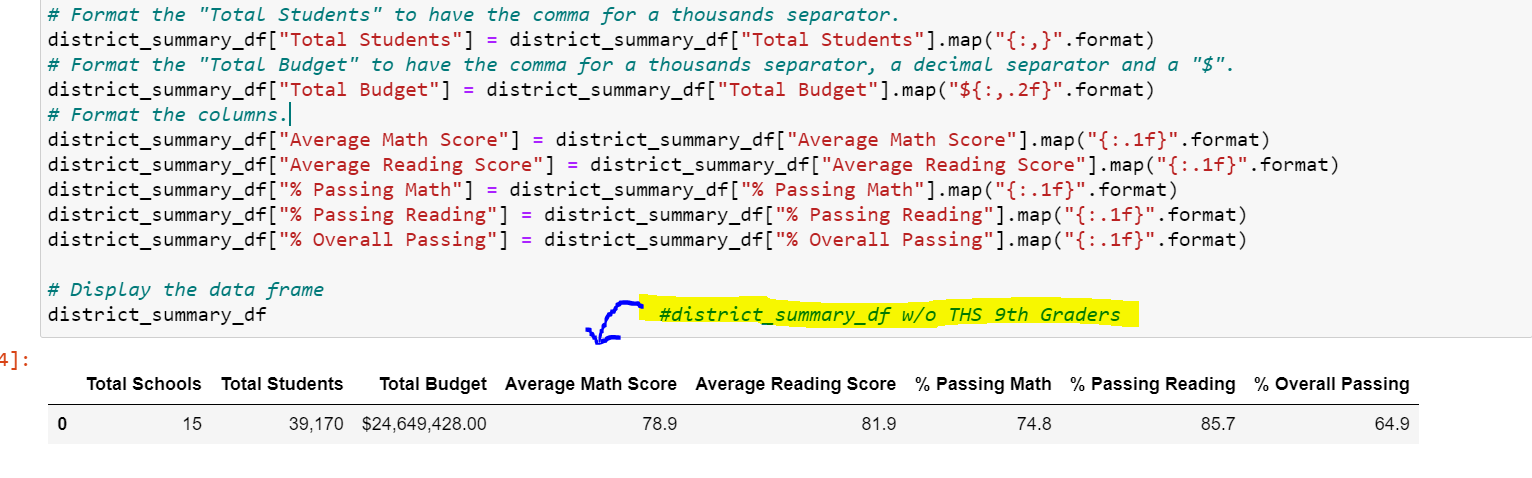 # Format the "Total Students" to have the comma for a thousands separator.
district_summary_df["Total Students"] = district_summary_df["Total Students"].map("{:,}".format)
# Format the "Total Budget" to have the comma for a thousands separator, a decimal separator and a "$".
district_summary_df["Total Budget"] = district_summary_df["Total Budget"].map("${:,.2f}".format)
# Format the columns.
district_summary_df["Average Math Score"] = district_summary_df["Average Math Score"].map("{:.1f}".format)
district_summary_df["Average Reading Score"] = district_summary_df["Average Reading Score"].map("{:.1f}".format)
district_summary_df["% Passing Math"] = district_summary_df["% Passing Math"].map("{:.1f}".format)
district_summary_df["% Passing Reading"] = district_summary_df["% Passing Reading"].map("{:.1f}".format)
district_summary_df["% Overall Passing"] = district_summary_df["% Overall Passing"].map("{:.1f}".format)
# Display the data frame
district_summary_df #district_summary_df w/o THS 9th Graders
4]:
Total Schools Total Students Total Budget Average Math Score Average Reading Score % Passing Math % Passing Reading % Overall Passing
0 15 39,170 $24,649,428.00 78.9 81.9 74.8 85.7 64.9